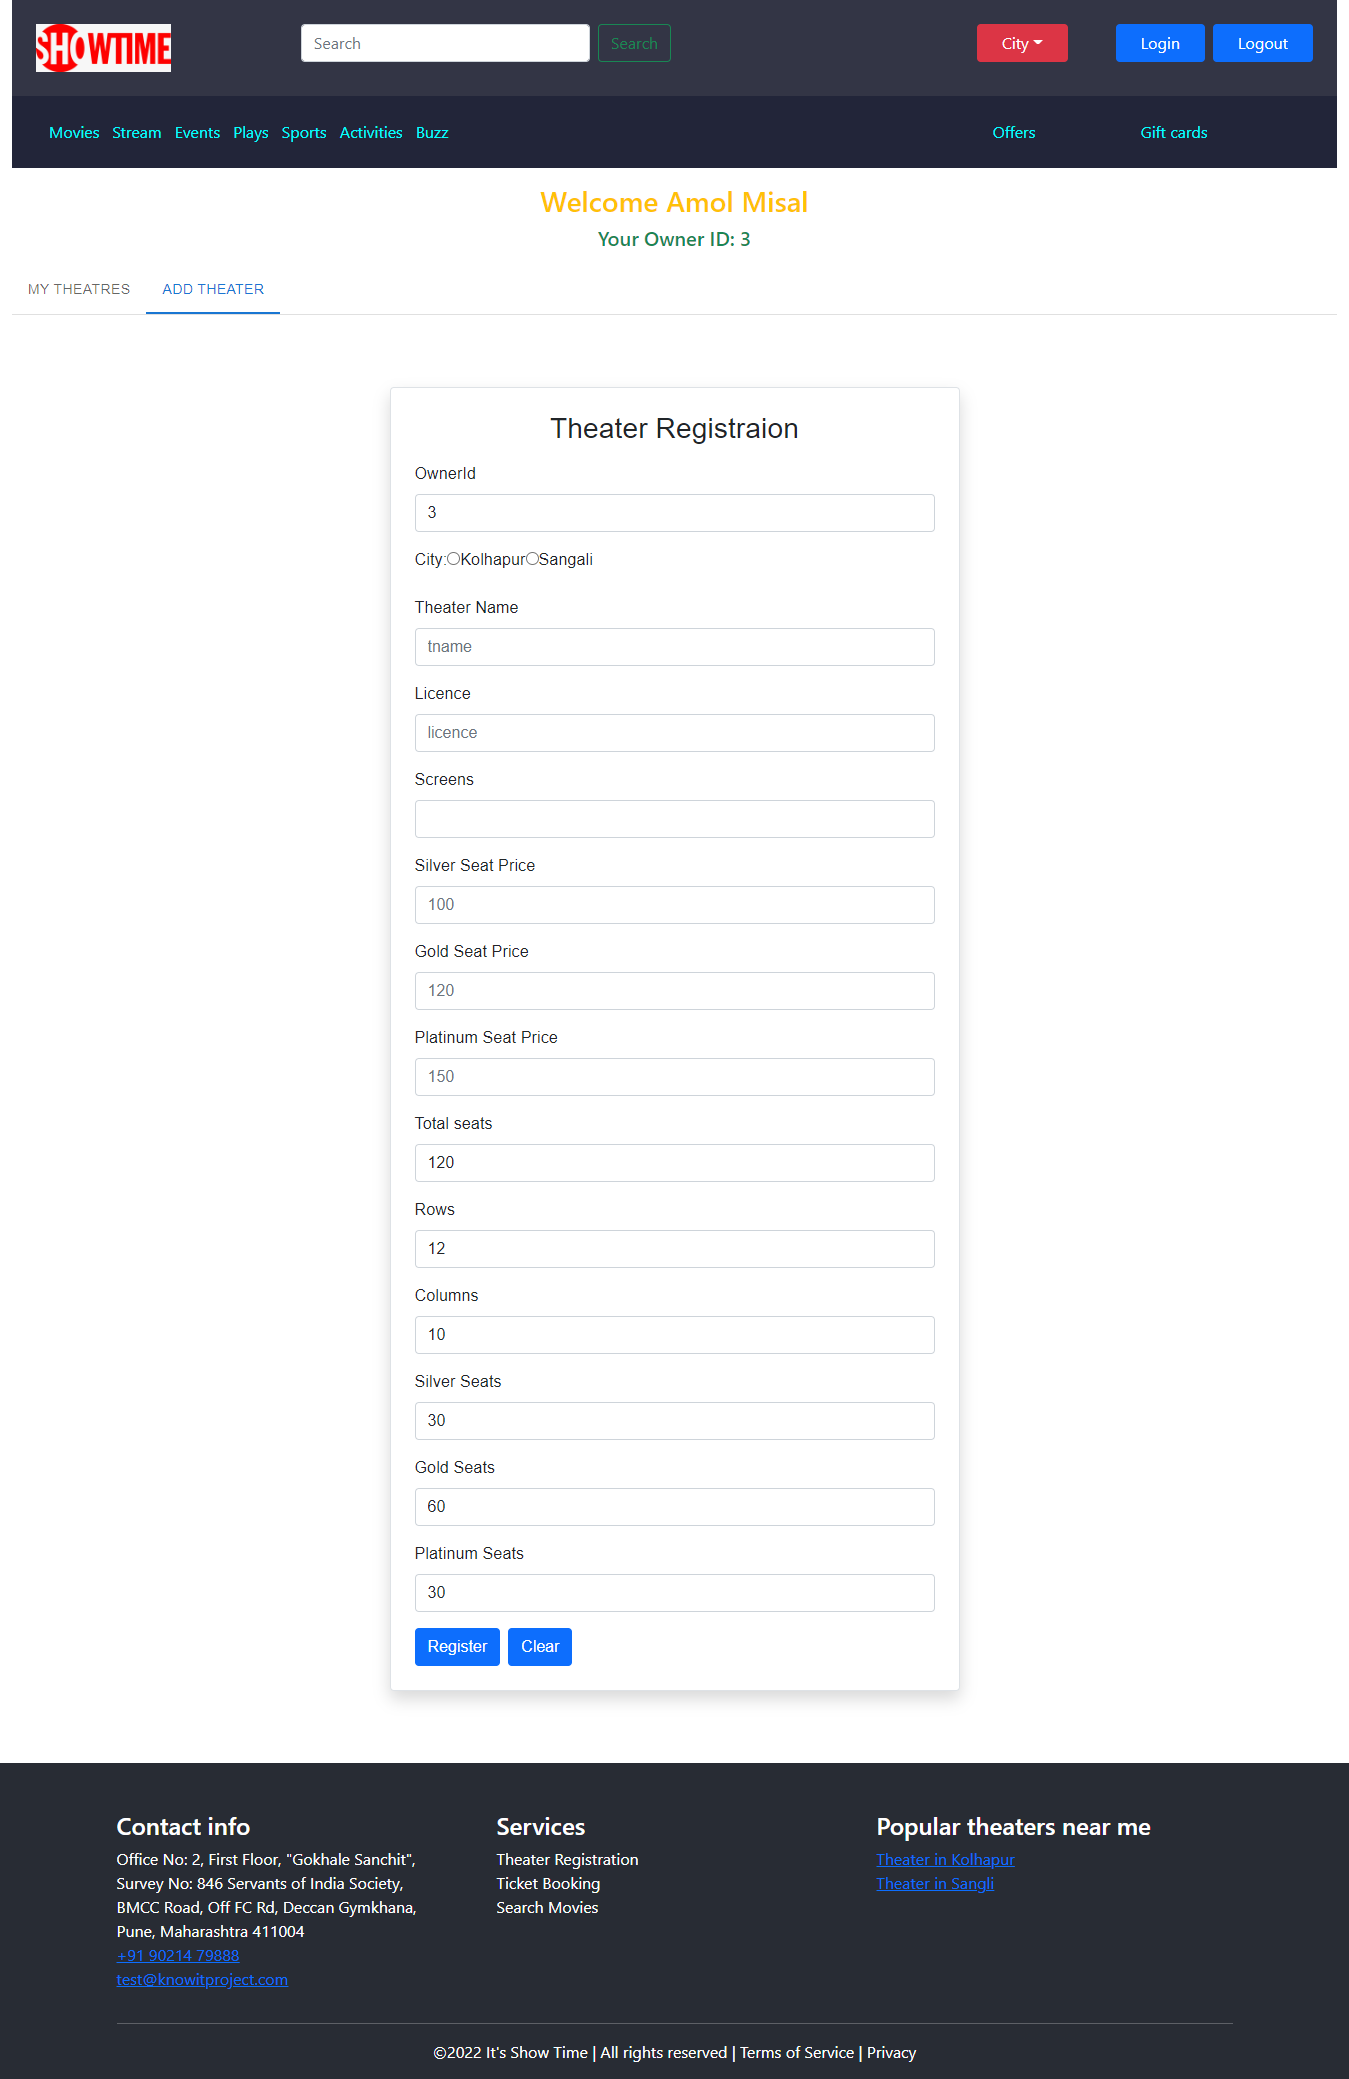 SHOWTIME Search Search City Login Logout
Movies Stream Events Plays Sports Activities Buzz Offers Gift cards
Welcome Amol Misal
Your Owner ID: 3
MY THEATRES ADD THEATER
Theater Registraion
OwnerId
3
City:Kolhapur Sangali
Theater Name
tname
Licence
licence
Screens
Silver Seat Price
100
Gold Seat Price
120
Platinum Seat Price
150
Total seats
120
Rows
12
Columns
10
Silver Seats
30
Gold Seats
60
Platinum Seats
30
Register Clear
Contact info
Office No: 2, First Floor, "Gokhale Sanchit",
Survey No: 846 Servants of India Society,
BMCC Road, Off FC Rd, Deccan Gymkhana,
Pune, Maharashtra 411004
+91 90214 79888
test@knowitproject.com
Services
Theater Registration
Ticket Booking
Search Movies
Popular theaters near me
Theater in Kolhapur
Theater in Sangli
©2022 It's Show Time | All rights reserved | Terms of Service | Privacy